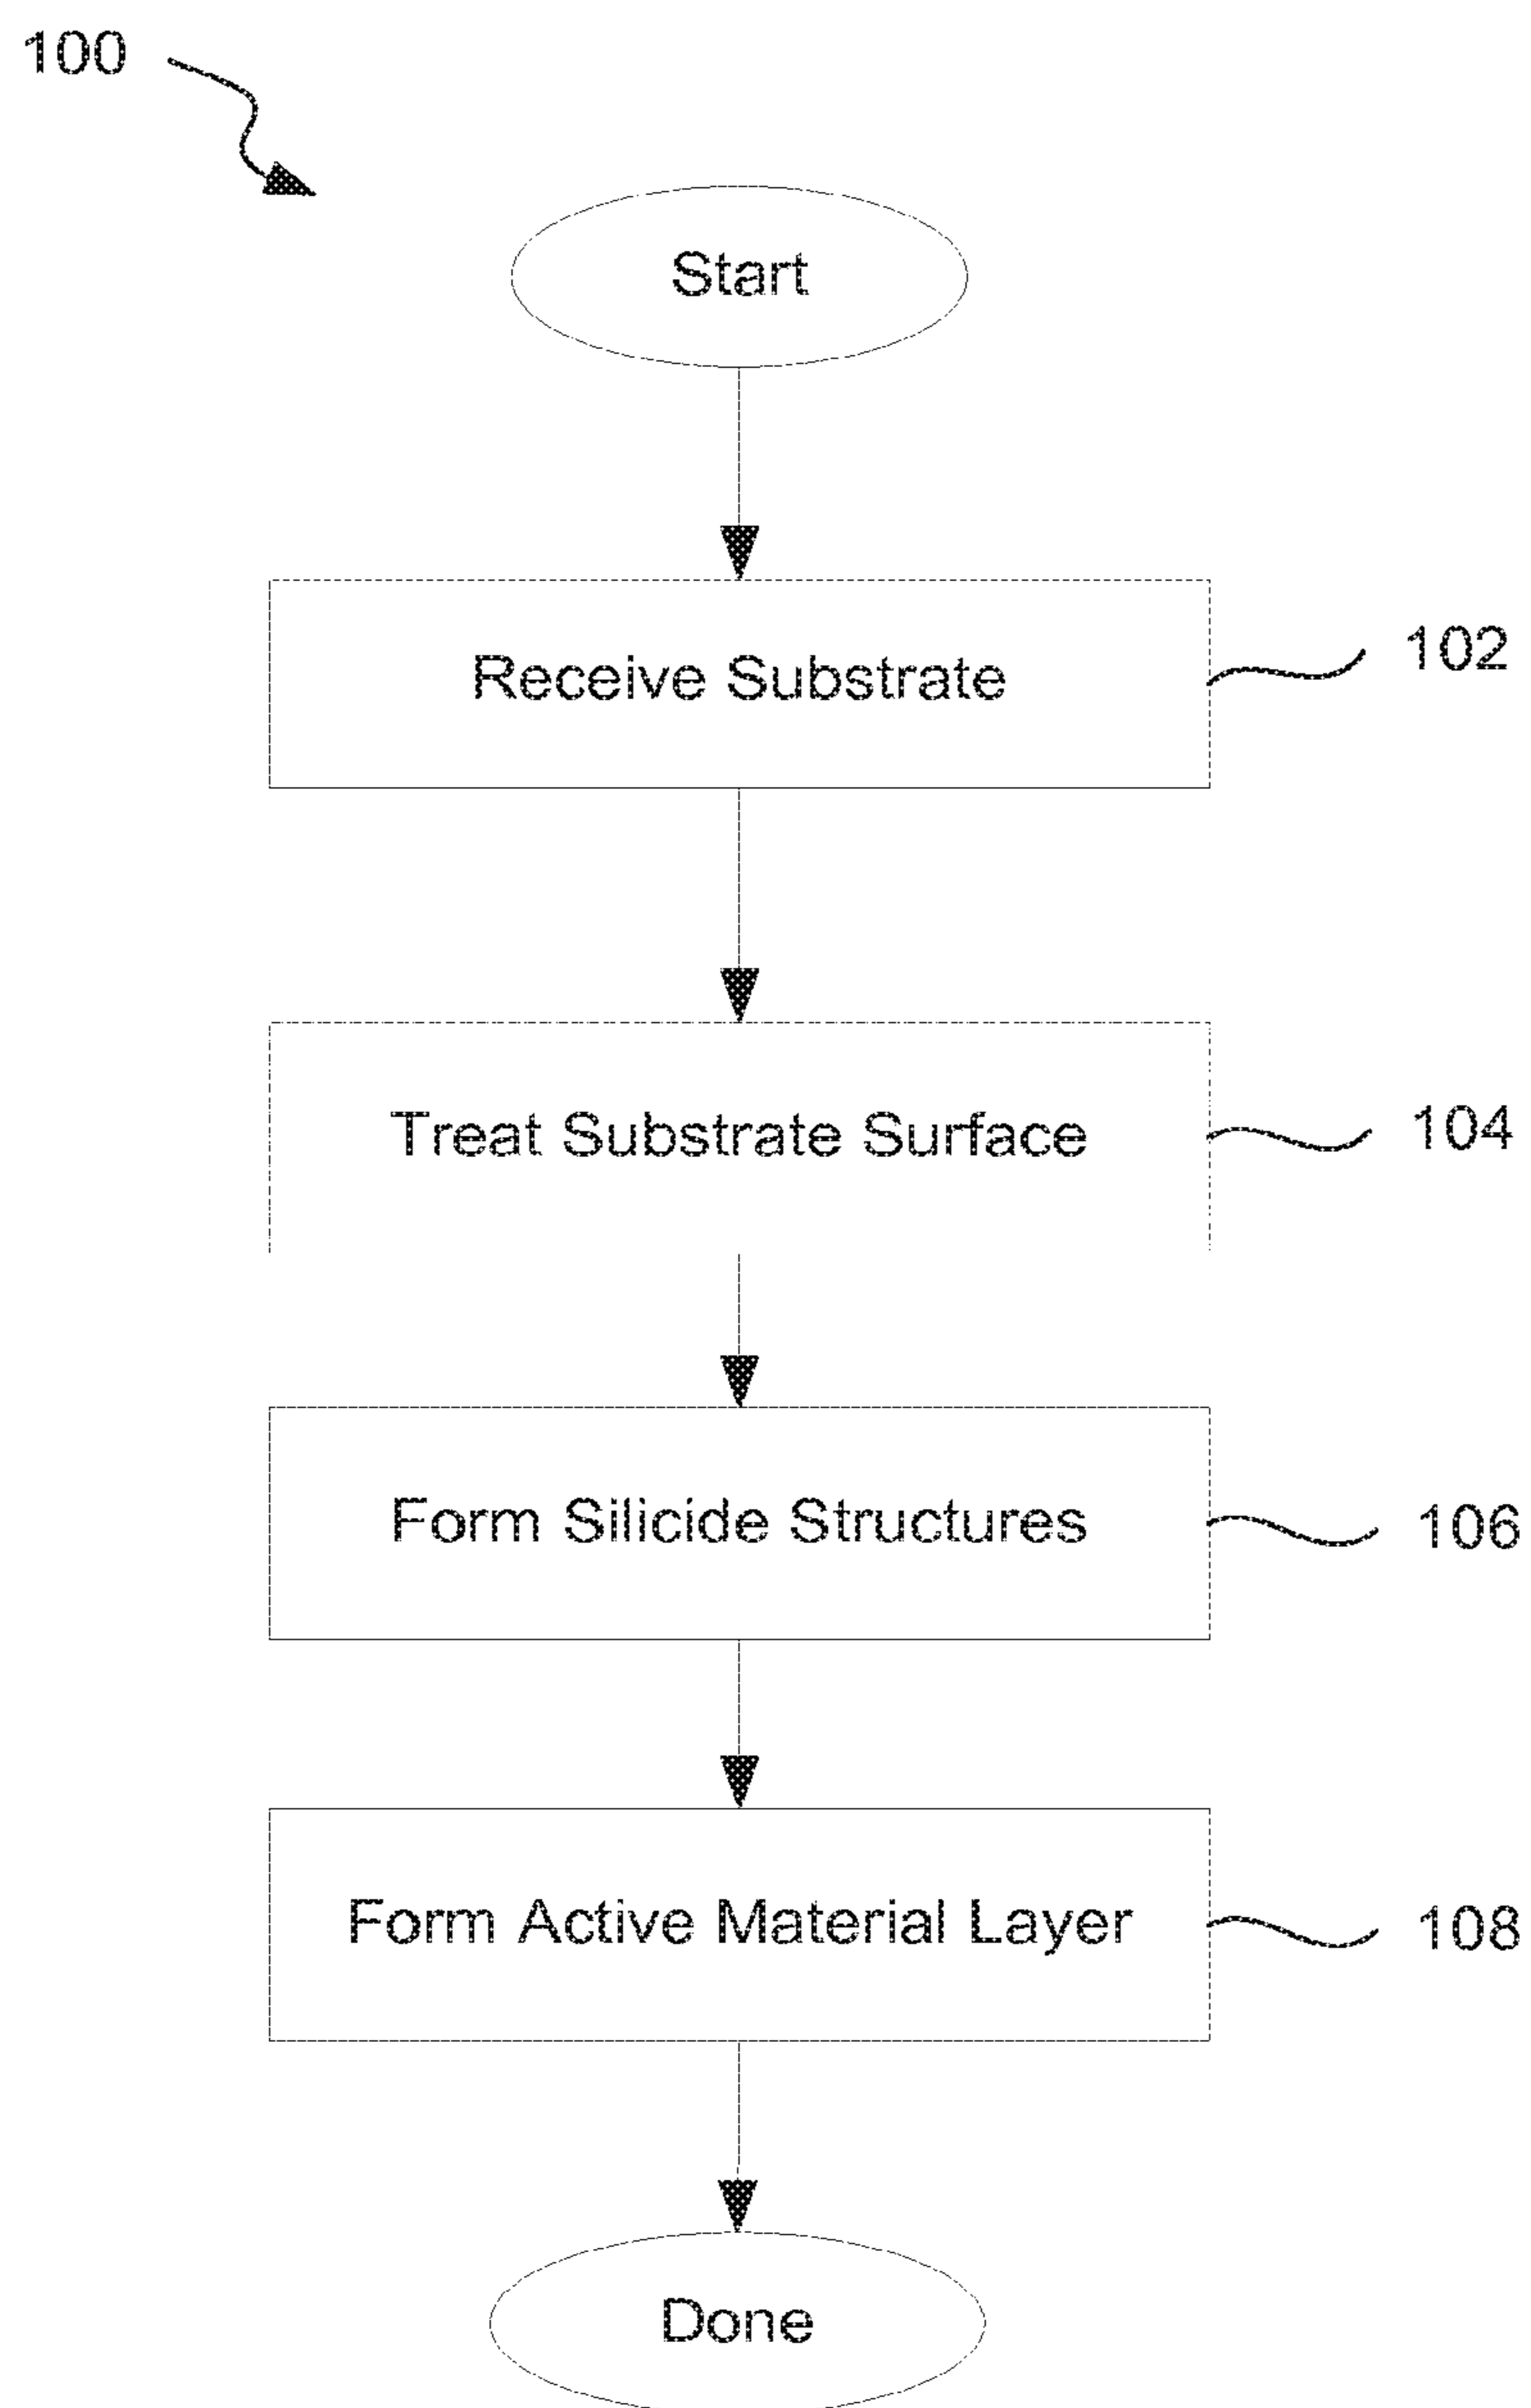 100
Start
Receive Substrate
102
Treat Substrate Surface
104
Form Silicide Structures
106
Form Active Material Layer
108
Done